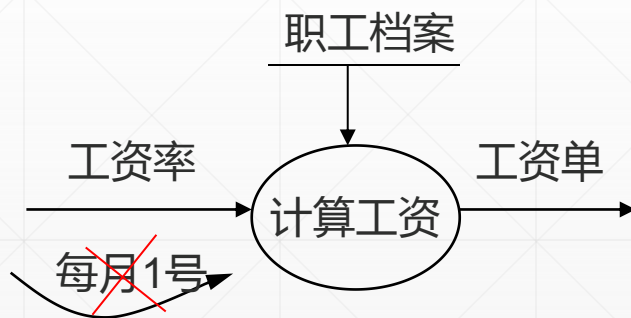 职工档案
工资率
工资单
计算工资
每月1号